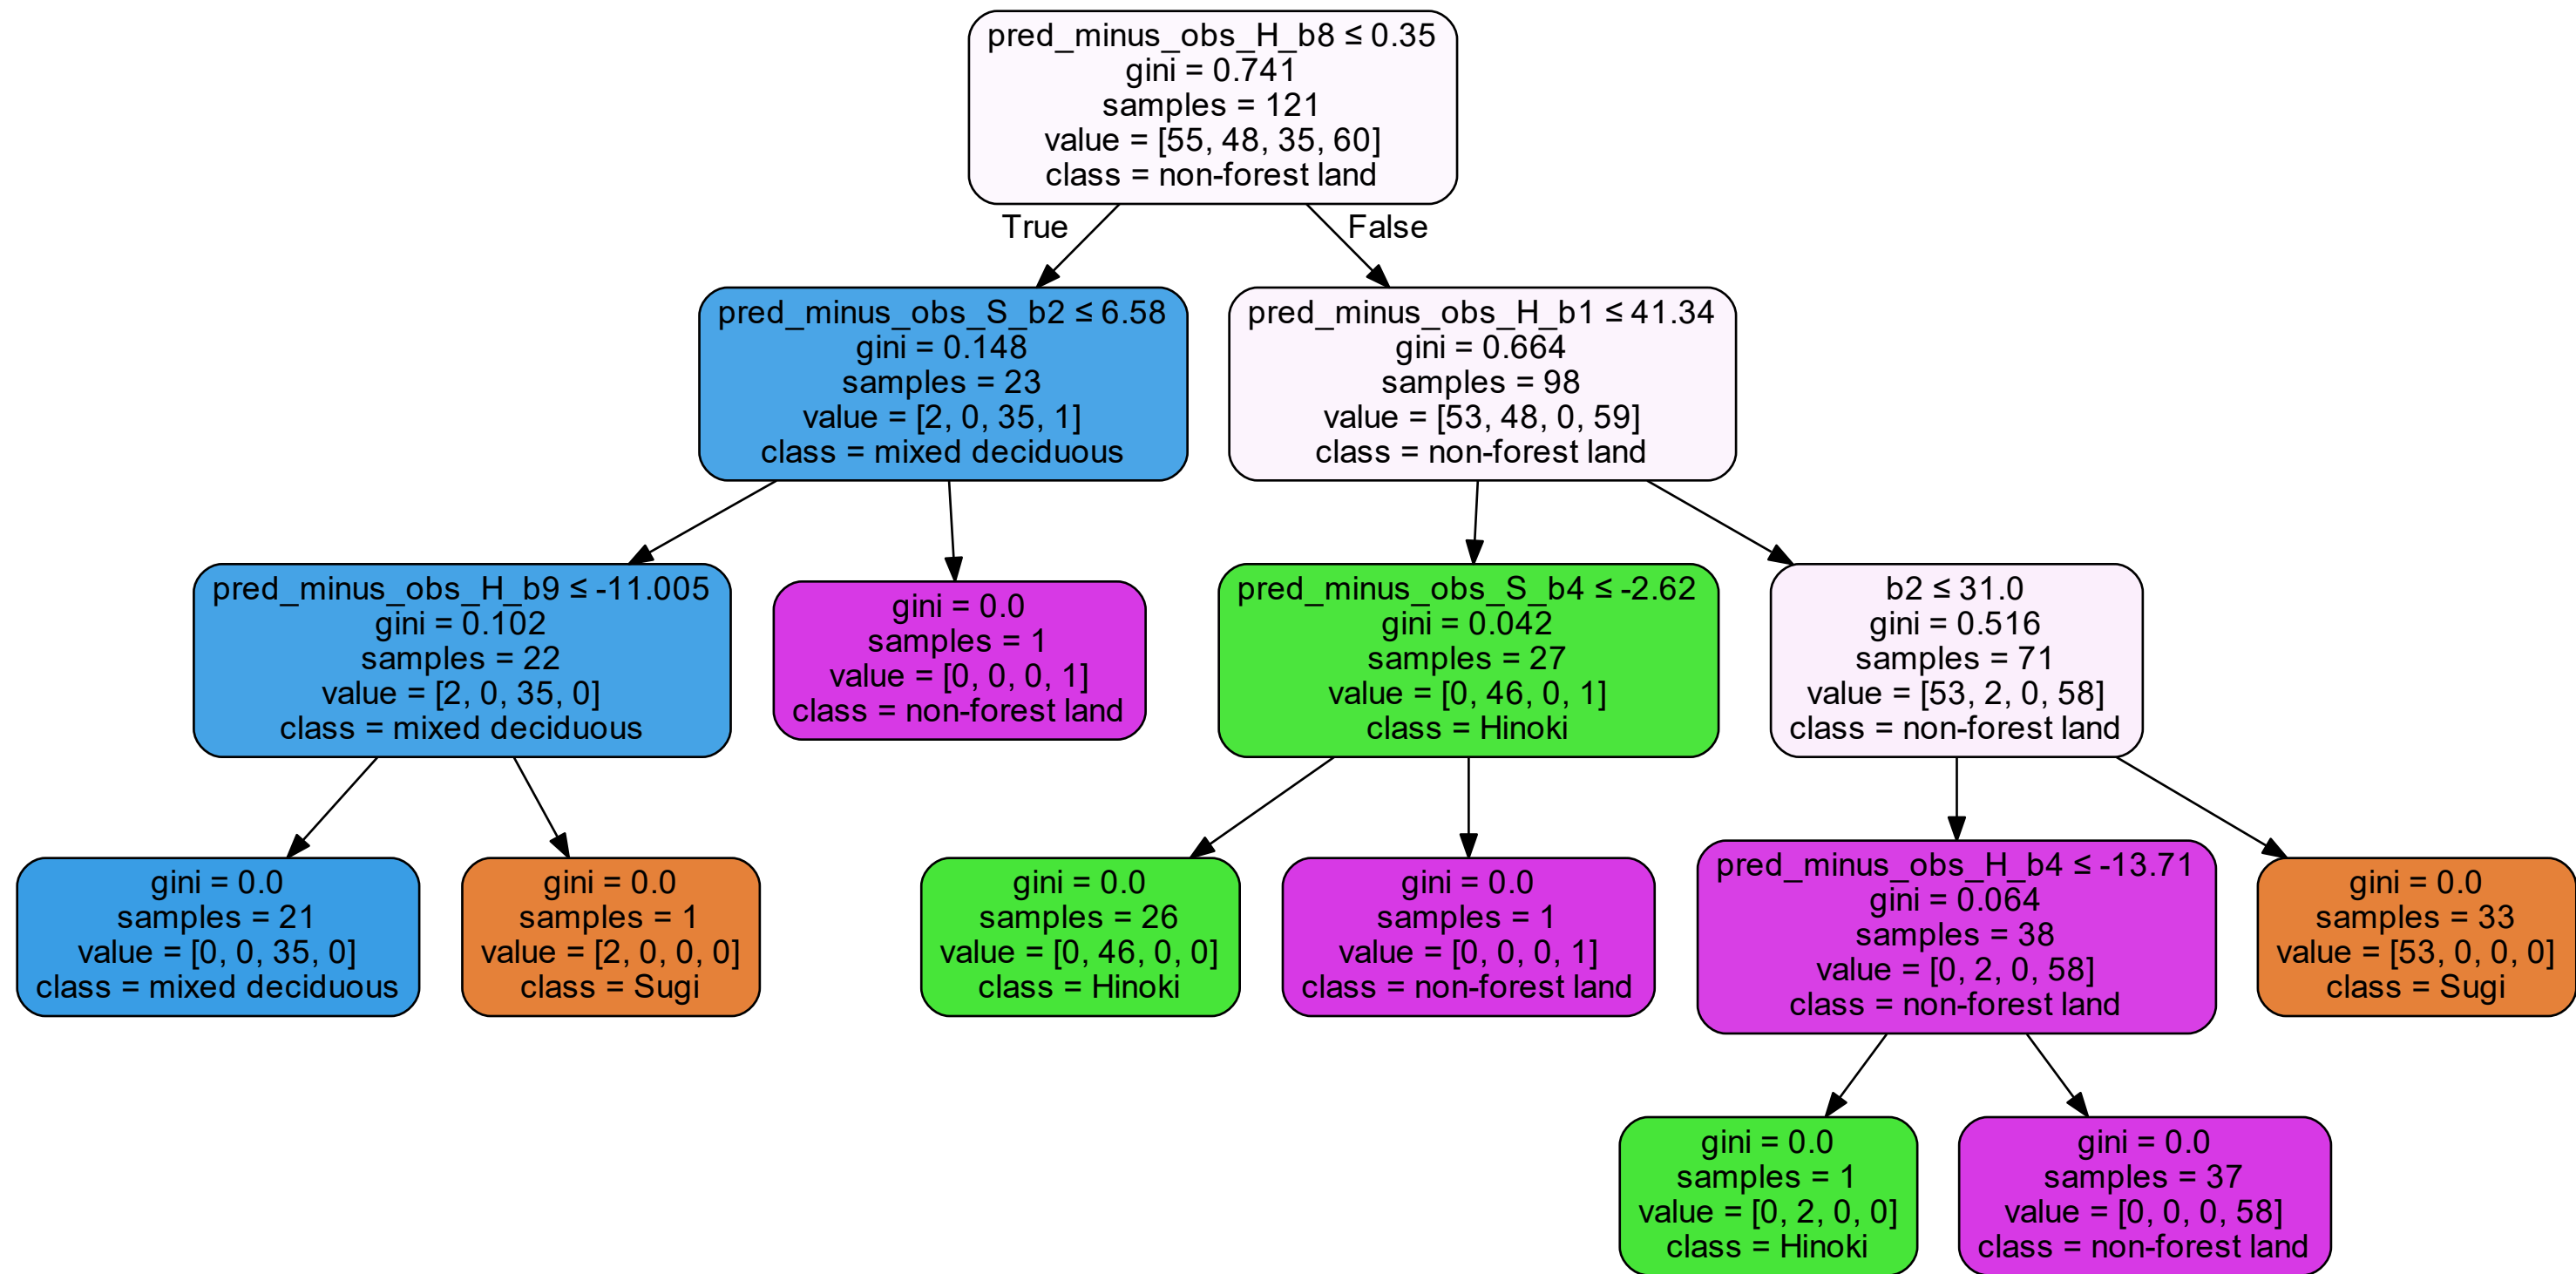 pred_minus_obs_H_b8 ≤ 0.35
gini = 0.741
samples = 121
value = [55, 48, 35, 60]
class = non-forest land
True
False
pred_minus_obs_S_b2 ≤ 6.58
gini = 0.148
samples = 23
value = [2, 0, 35, 1]
class = mixed deciduous
pred_minus_obs_H_b1 ≤ 41.34
gini = 0.664
samples = 98
value = [53, 48, 0, 59]
class = non-forest land
pred_minus_obs_H_b9 ≤ -11.005
gini = 0.102
samples = 22
value = [2, 0, 35, 0]
class = mixed deciduous
gini = 0.0
samples = 1
value = [0, 0, 0, 1]
class = non-forest land
pred_minus_obs_S_b4 ≤ -2.62
gini = 0.042
samples = 27
value = [0, 46, 0, 1]
class = Hinoki
b2 ≤ 31.0
gini = 0.516
samples = 71
value = [53, 2, 0, 58]
class = non-forest land
gini = 0.0
samples = 21
value = [0, 0, 35, 0]
class = mixed deciduous
gini = 0.0
samples = 1
value = [2, 0, 0, 0]
class = Sugi
gini = 0.0
samples = 26
value = [0, 46, 0, 0]
class = Hinoki
gini = 0.0
samples = 1
value = [0, 0, 0, 1]
class = non-forest land
pred_minus_obs_H_b4 ≤ -13.71
gini = 0.064
samples = 38
value = [0, 2, 0, 58]
class = non-forest land
gini = 0.0
samples = 33
value = [53, 0, 0, 0]
class = Sugi
gini = 0.0
samples = 1
value = [0, 2, 0, 0]
class = Hinoki
gini = 0.0
samples = 37
value = [0, 0, 0, 58]
class = non-forest land